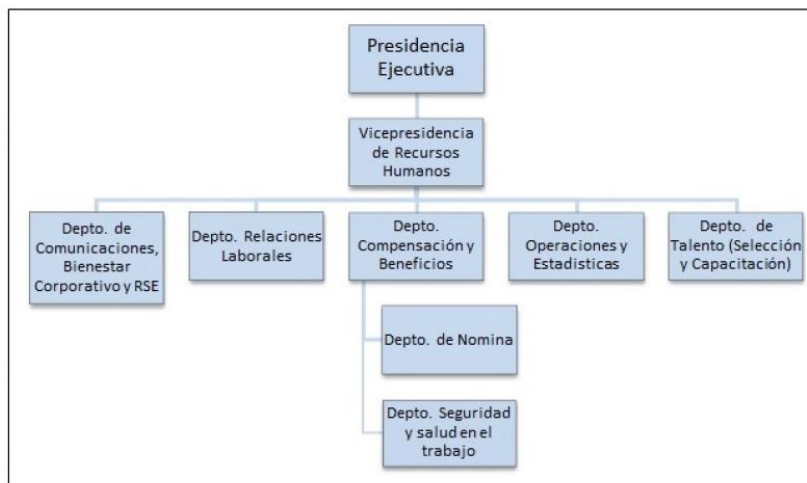 Presidencia
Ejecutiva
Vicepresidencia
de Recursos
Humanos
Depto. de
Comunicaciones,
Bienestar
Corporativo y RSE
Depto. Relaciones
Laborales
Depto.
Compensación y
Beneficios
Depto.
Operaciones y
Estadisticas
Depto. de
Talento (Selección
y Capacitación)
Depto. de Nomina
Depto. Seguridad
y salud en el
trabajo